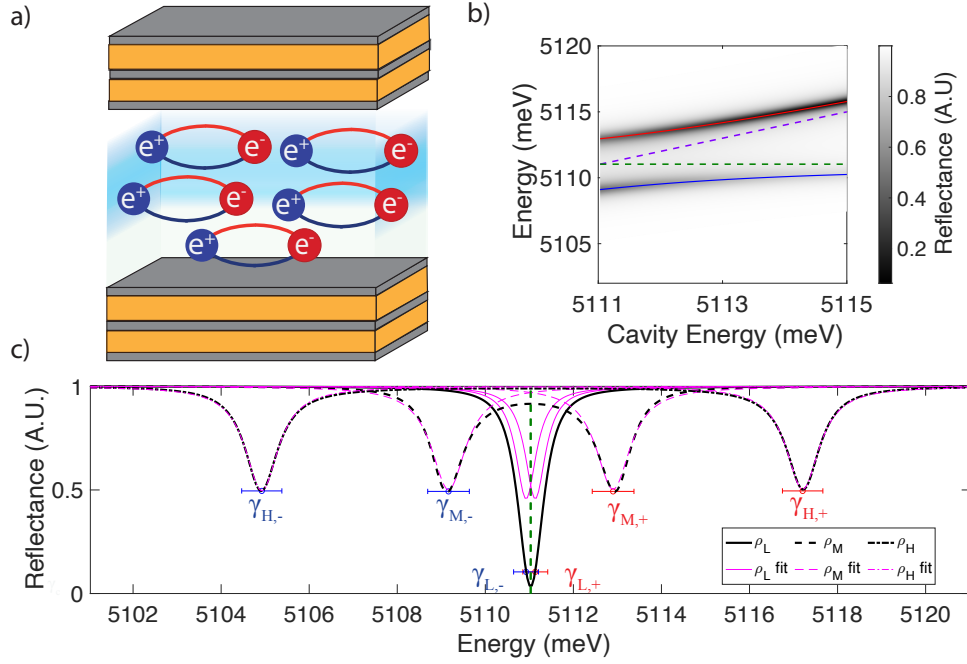 a)
e+ e- e+ e-
e+ e- e+ e-
e+ e-
b)
5120
5115
5110
5105
Energy (meV)
5111 5113 5115
Cavity Energy (meV)
0.8
0.6
0.4
0.2
Reflectance (A.U)
c)
1
0.5
0
Reflectance (A.U.)
γH,- γM,- γM,+ γH,+
γL,- γL,+
ρL ρM ρH
ρL fit ρM fit ρH fit
5102 5104 5106 5108 5110 5112 5114 5116 5118 5120
Energy (meV)